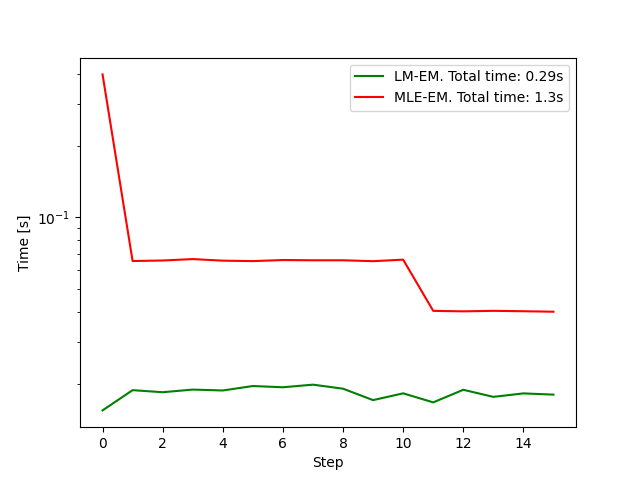 LM-EM. Total time: 0.29s
MLE-EM. Total time: 1.3s
Time [s]
10⁻¹
0 2 4 6 8 10 12 14
Step